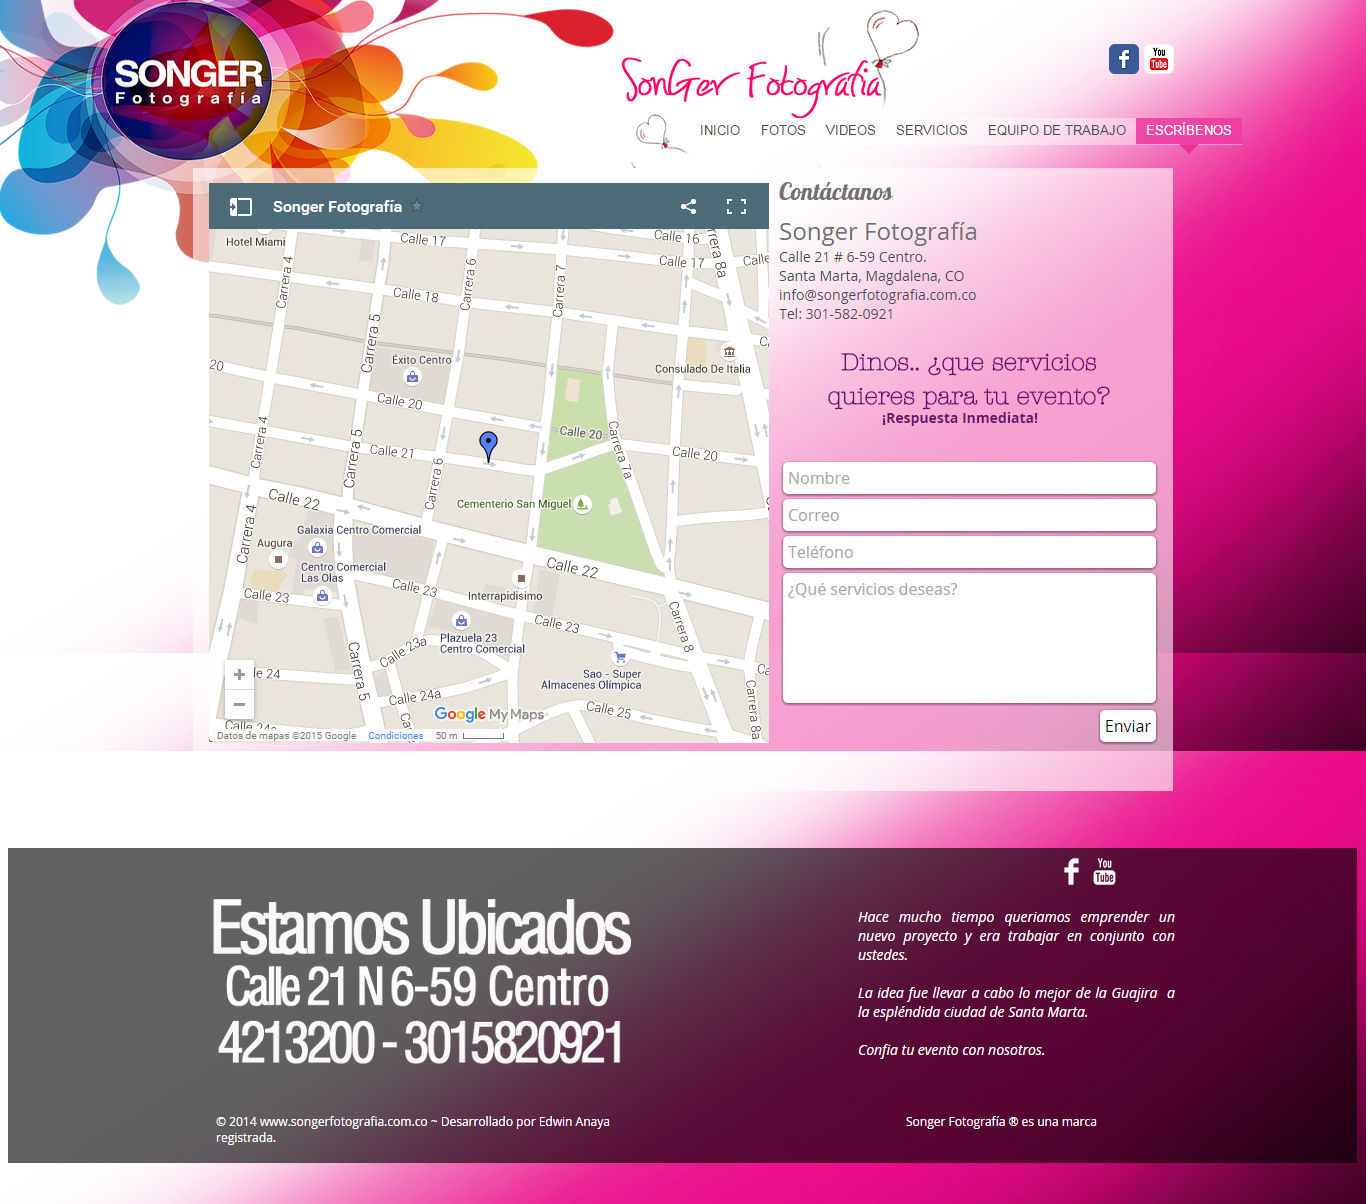 SONGER
Fotografía
SonGer Fotografia
f
You
Tube
INICIO
FOTOS
VIDEOS
SERVICIOS
EQUIPO DE TRABAJO
ESCRÍBENOS
Songer Fotografía
Hotel Miami
Calle 17
Calle 16
Calle 17
Carrera 8a
Carrera 4
Carrera 6
Carrera 7
Calle 18
Carrera 5
Éxito Centro
Consulado De Italia
Calle 20
Calle 20
Calle 20
Carrera 7a
Carrera 4
Carrera 5
Calle 21
Carrera 6
Calle 22
Cementerio San Miguel
Carrera 4
Galaxia Centro Comercial
Augura
Centro Comercial
Las Olas
Calle 22
Calle 23
Calle 23
Interrapidisimo
Calle 23
Carrera 8
Plazuela 23
Centro Comercial
Calle 23a
Carrera 5
Sao - Super
Almacenes Olímpica
Calle 24a
Calle 25
Carrera 8a
Google My Maps
Datos de mapas ©2015 Google
Condiciones
50 m
Contáctanos
Songer Fotografía
Calle 21 # 6-59 Centro.
Santa Marta, Magdalena, CO
info@songerfotografia.com.co
Tel: 301-582-0921
Dinos.. ¿que servicios
quieres para tu evento?
¡Respuesta Inmediata!
Nombre
Correo
Teléfono
¿Qué servicios deseas?
Enviar
f
You
Tube
Estamos Ubicados
Calle 21 N 6-59 Centro
4213200 - 3015820921
Hace mucho tiempo queriamos emprender un
nuevo proyecto y era trabajar en conjunto con
ustedes.
La idea fue llevar a cabo lo mejor de la Guajira a
la espléndida ciudad de Santa Marta.
Confia tu evento con nosotros.
© 2014 www.songerfotografia.com.co ~ Desarrollado por Edwin Anaya
Songer Fotografía ® es una marca
registrada.